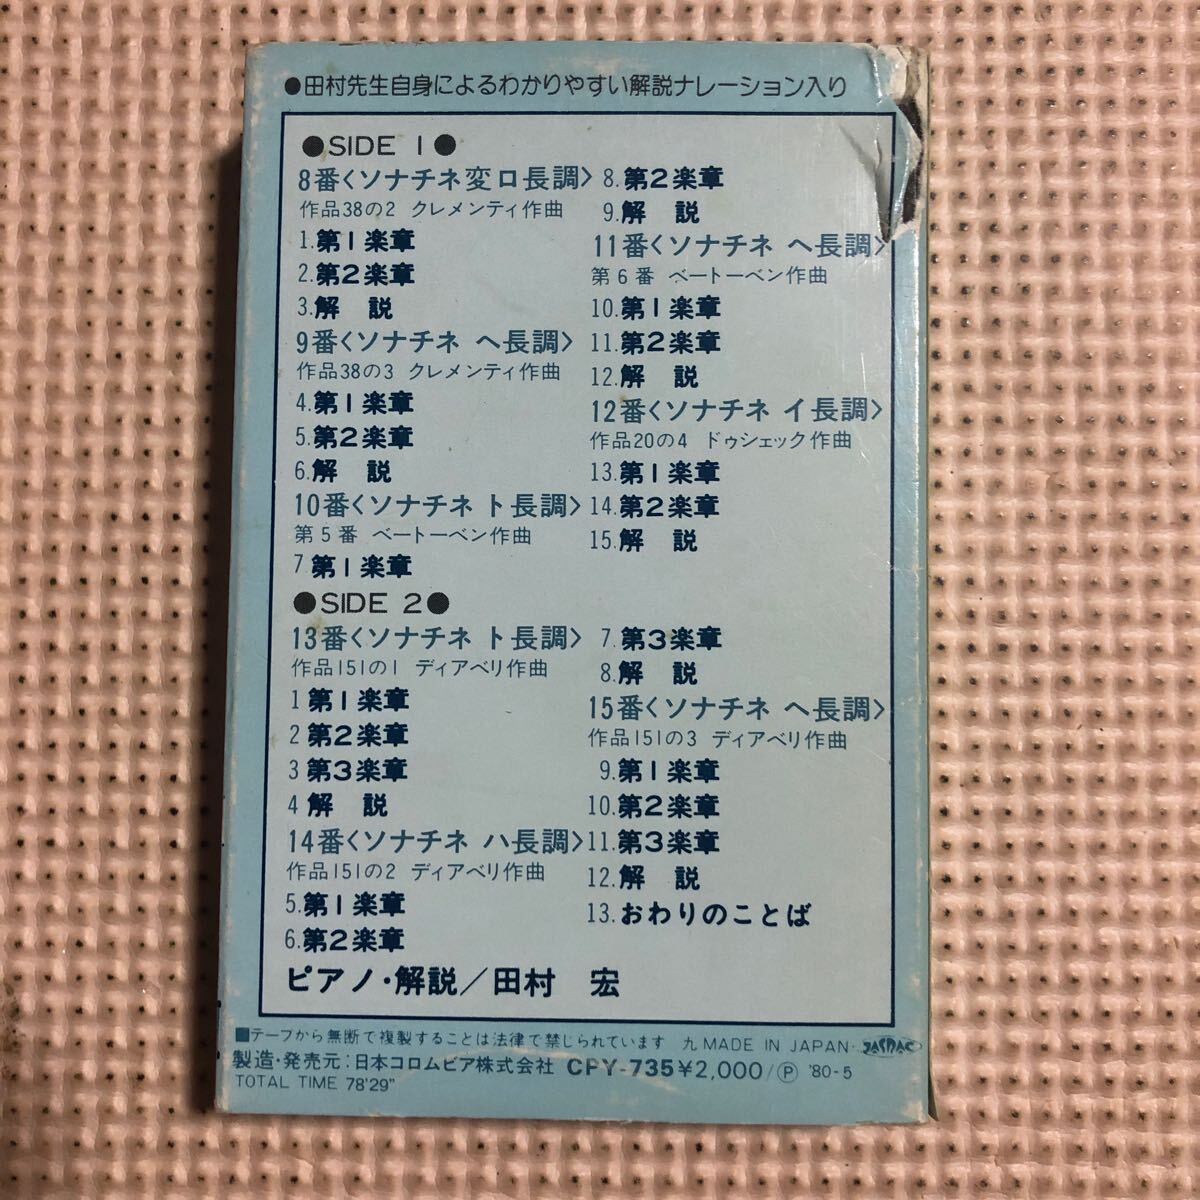 ●田村先生自身によるわかりやすい解説ナレーション入り
●SIDE 1●
8番〈ソナチネ変ロ長調〉
作品38の2 クレメンティ作曲
1.第1楽章
2.第2楽章
3.解 説
9番〈ソナチネ ヘ長調〉
作品38の3 クレメンティ作曲
4.第1楽章
5.第2楽章
6.解 説
10番〈ソナチネ ト長調〉
第5番 ベートーベン作曲
7 第1楽章
8.第2楽章
9.解 説
11番〈ソナチネ ヘ長調〉
第6番 ベートーベン作曲
10.第1楽章
11.第2楽章
12.解 説
12番〈ソナチネ イ長調〉
作品20の4 ドゥシェック作曲
13.第1楽章
14.第2楽章
15.解 説
●SIDE 2●
13番〈ソナチネ ト長調〉
作品151の1 ディアベリ作曲
1 第1楽章
2 第2楽章
3 第3楽章
4 解 説
14番〈ソナチネ ハ長調〉
作品151の2 ディアベリ作曲
5.第1楽章
6.第2楽章
7.第3楽章
8.解 説
15番〈ソナチネ ヘ長調〉
作品151の3 ディアベリ作曲
9.第1楽章
10.第2楽章
11.第3楽章
12.解 説
13.おわりのことば
ピアノ・解説/田村 宏
■テープから無断で複製することは法律で禁じられています 九 MADE IN JAPAN・JASRAC
製造・発売元:日本コロムビア株式会社 CPY-735¥2,000/Ⓟ '80-5
TOTAL TIME 78'29"